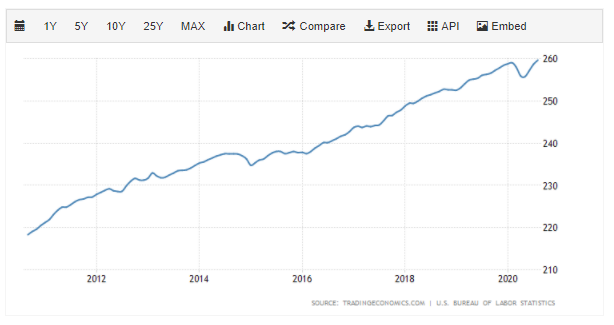 1Y 5Y 10Y 25Y MAX Chart Compare Export API Embed
260
250
240
230
220
210
2012 2014 2016 2018 2020
SOURCE: TRADINGECONOMICS.COM | U.S. BUREAU OF LABOR STATISTICS